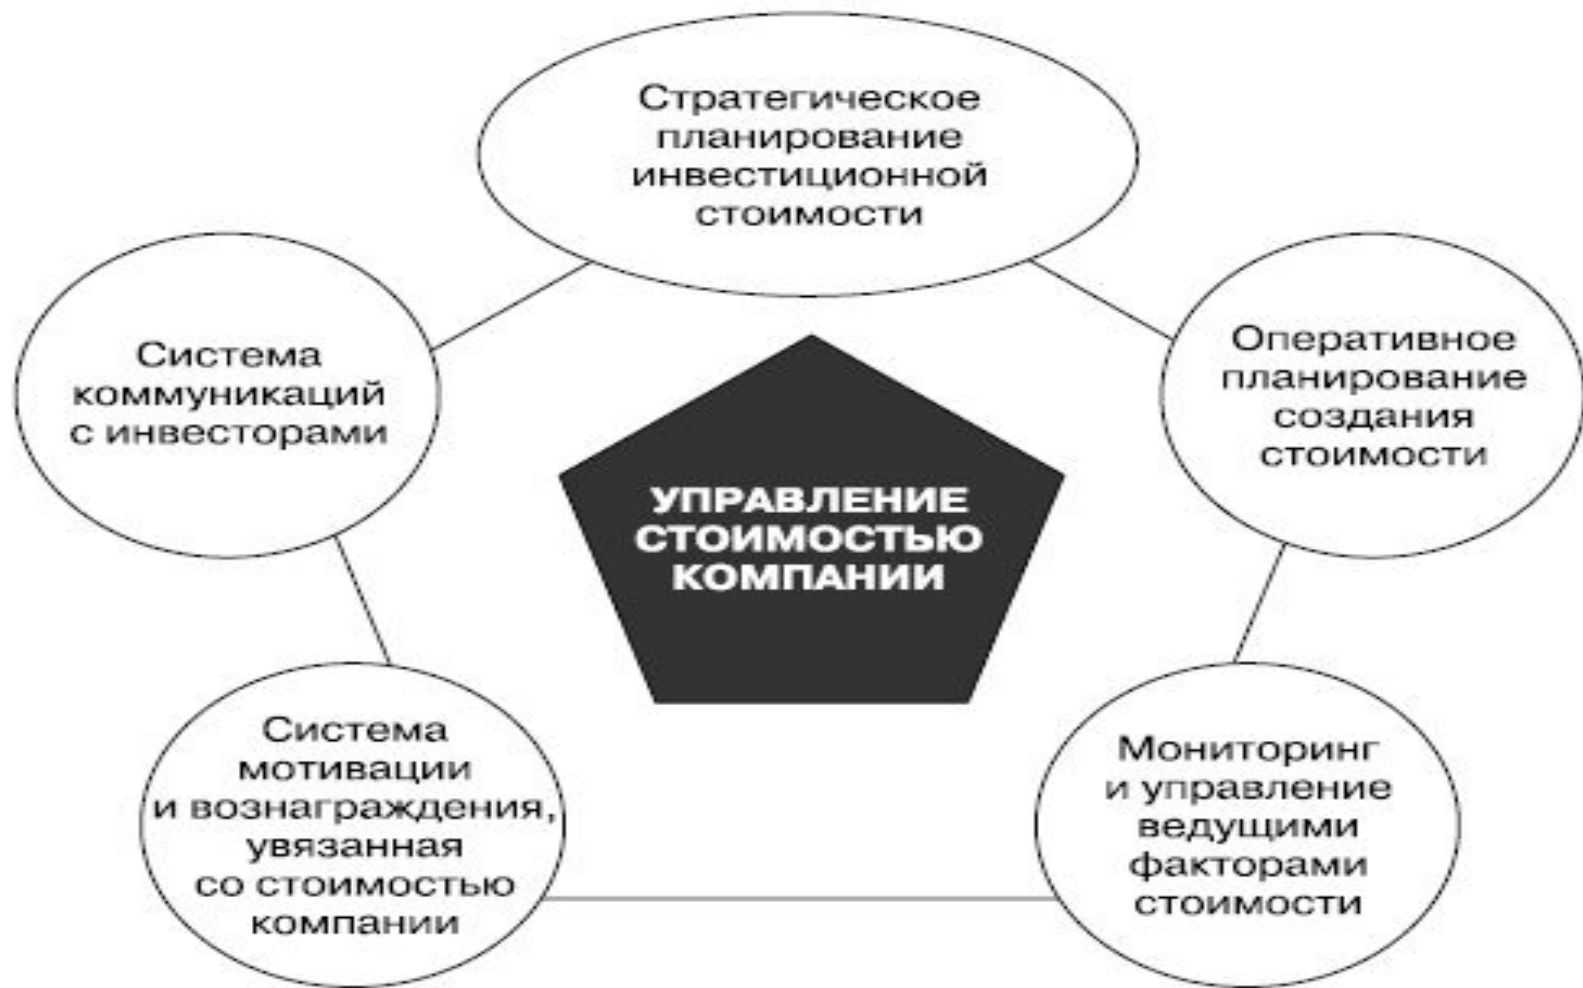 Стратегическое
планирование
инвестиционной
стоимости
Система
коммуникаций
с инвесторами
Оперативное
планирование
создания
стоимости
УПРАВЛЕНИЕ
СТОИМОСТЬЮ
КОМПАНИИ
Система
мотивации
и вознаграждения,
увязанная
со стоимостью
компании
Мониторинг
и управление
ведущими
факторами
стоимости